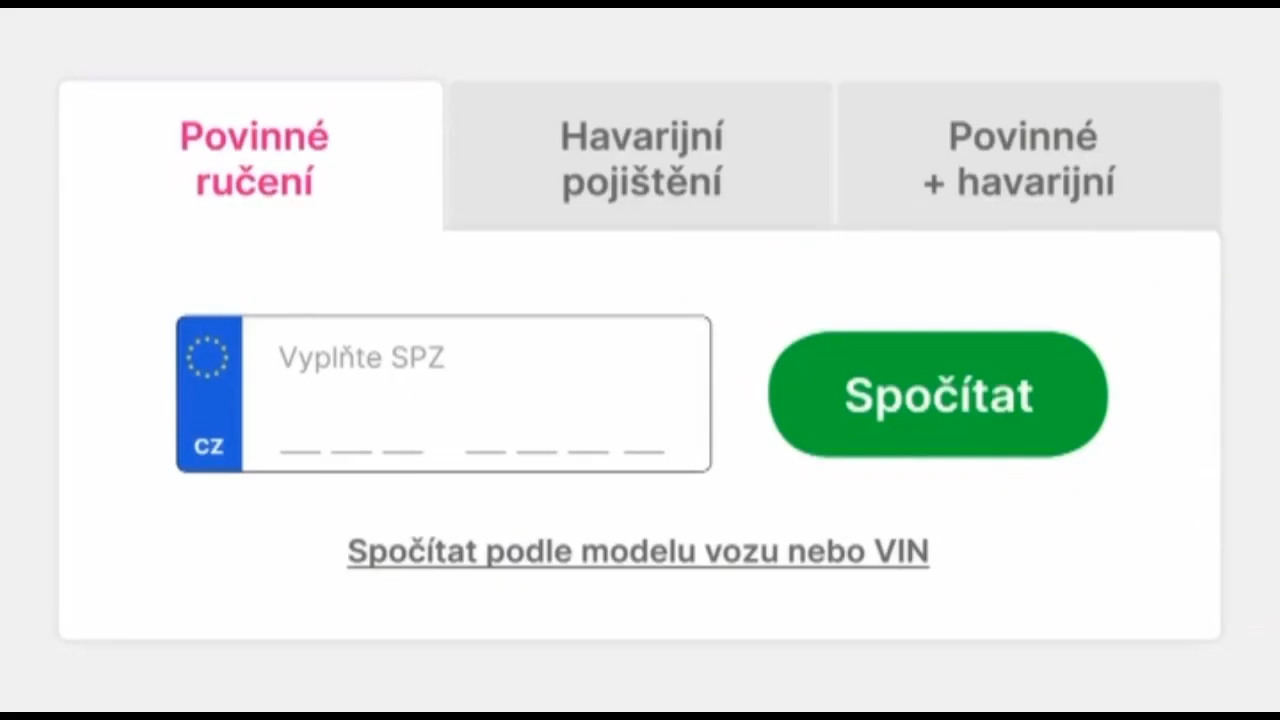 Povinné
ručení
Havarijní
pojištění
Povinné
+ havarijní
Vyplňte SPZ
CZ
Spočítat
Spočítat podle modelu vozu nebo VIN